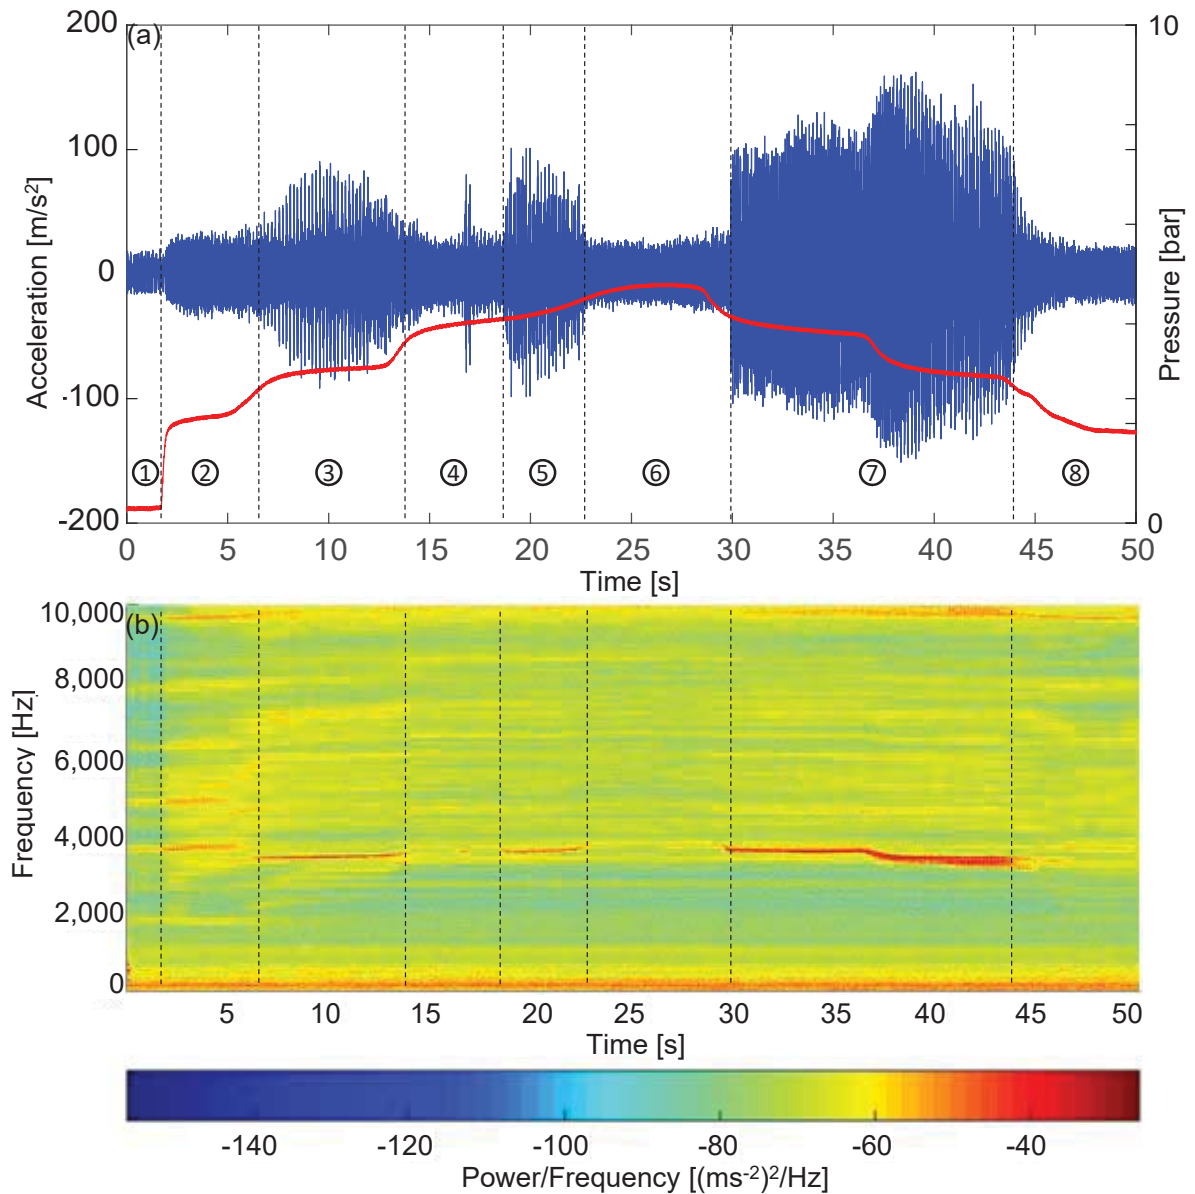 200
(a)
10
100
0
-100
-200
0
Acceleration [m/s²]
Pressure [bar]
① ② ③ ④ ⑤ ⑥ ⑦ ⑧
0 5 10 15 20 25 30 35 40 45 50
Time [s]
(b)
10,000
8,000
6,000
4,000
2,000
0
Frequency [Hz]
5 10 15 20 25 30 35 40 45 50
Time [s]
-140 -120 -100 -80 -60 -40
Power/Frequency [(ms⁻²)²/Hz]